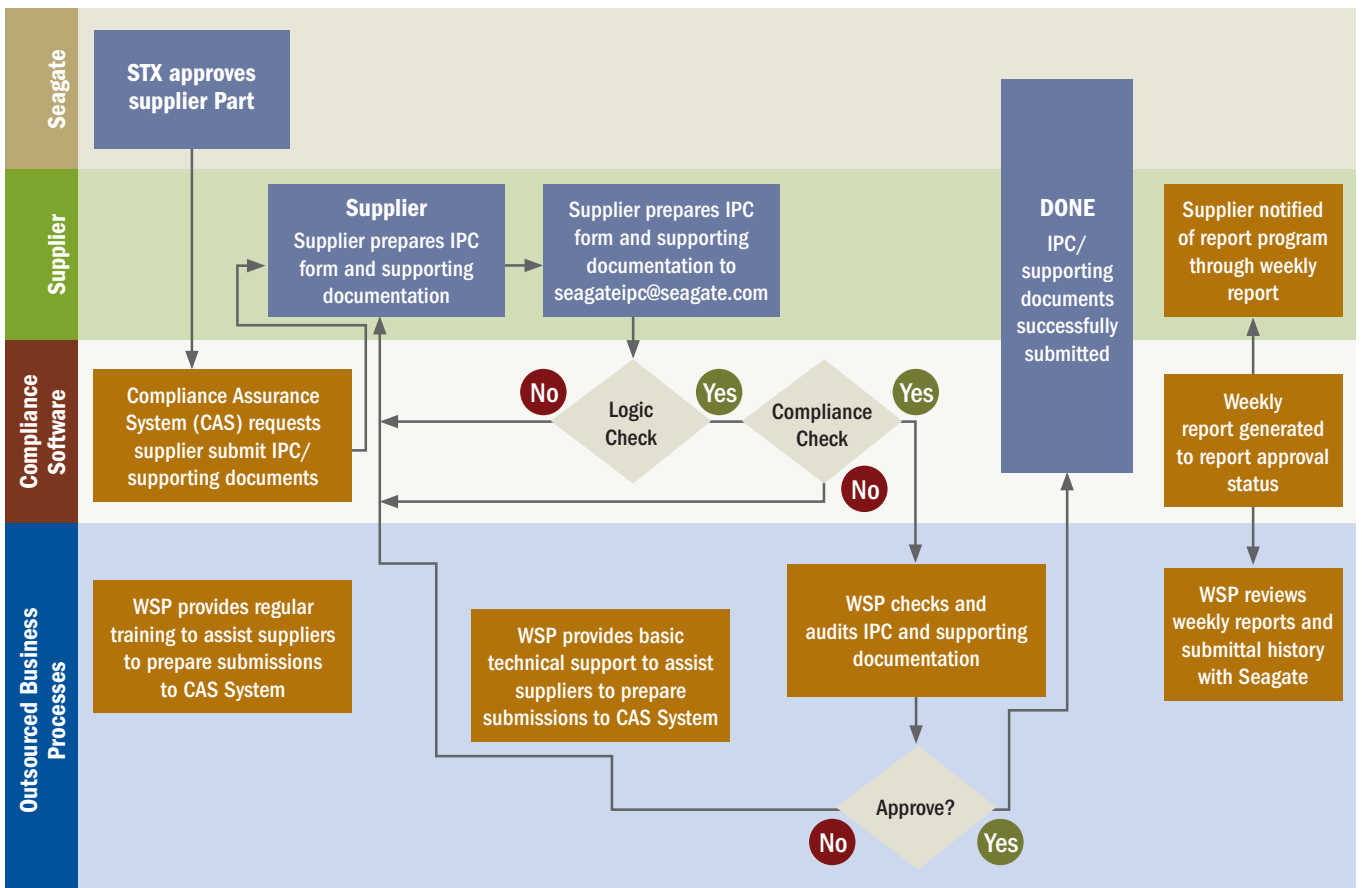 Seagate
STX approves
supplier Part
Supplier
Supplier
Supplier prepares IPC
form and supporting
documentation
Supplier prepares IPC
form and supporting
documentation to
seagateipc@seagate.com
DONE
IPC/
supporting
documents
successfully
submitted
Supplier notified
of report program
through weekly
report
Compliance
Software
Compliance Assurance
System (CAS) requests
supplier submit IPC/
supporting documents
No
Logic
Check
Yes
Compliance
Check
Yes
No
Weekly
report generated
to report approval
status
Outsourced Business
Processes
WSP provides regular
training to assist suppliers
to prepare submissions
to CAS System
WSP provides basic
technical support to assist
suppliers to prepare
submissions to CAS System
WSP checks and
audits IPC and supporting
documentation
WSP reviews
weekly reports and
submittal history
with Seagate
Approve?
No
Yes